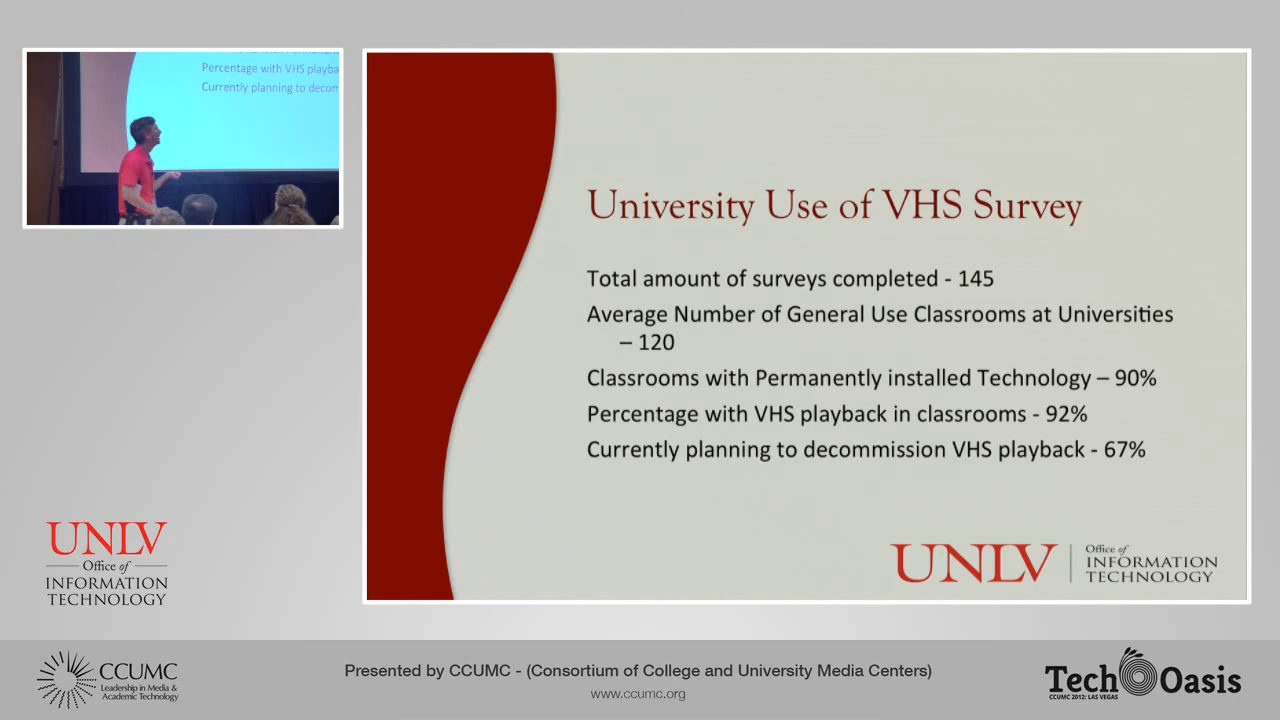 Percentage with VHS playba
Currently planning to decom
University Use of VHS Survey
Total amount of surveys completed - 145
Average Number of General Use Classrooms at Universities
– 120
Classrooms with Permanently installed Technology – 90%
Percentage with VHS playback in classrooms - 92%
Currently planning to decommission VHS playback - 67%
UNLV
Office of
INFORMATION
TECHNOLOGY
UNLV
Office of
INFORMATION
TECHNOLOGY
CCUMC
Leadership in Media &
Academic Technology
Presented by CCUMC - (Consortium of College and University Media Centers)
www.ccumc.org
Tech Oasis
CCUMC 2012: LAS VEGAS